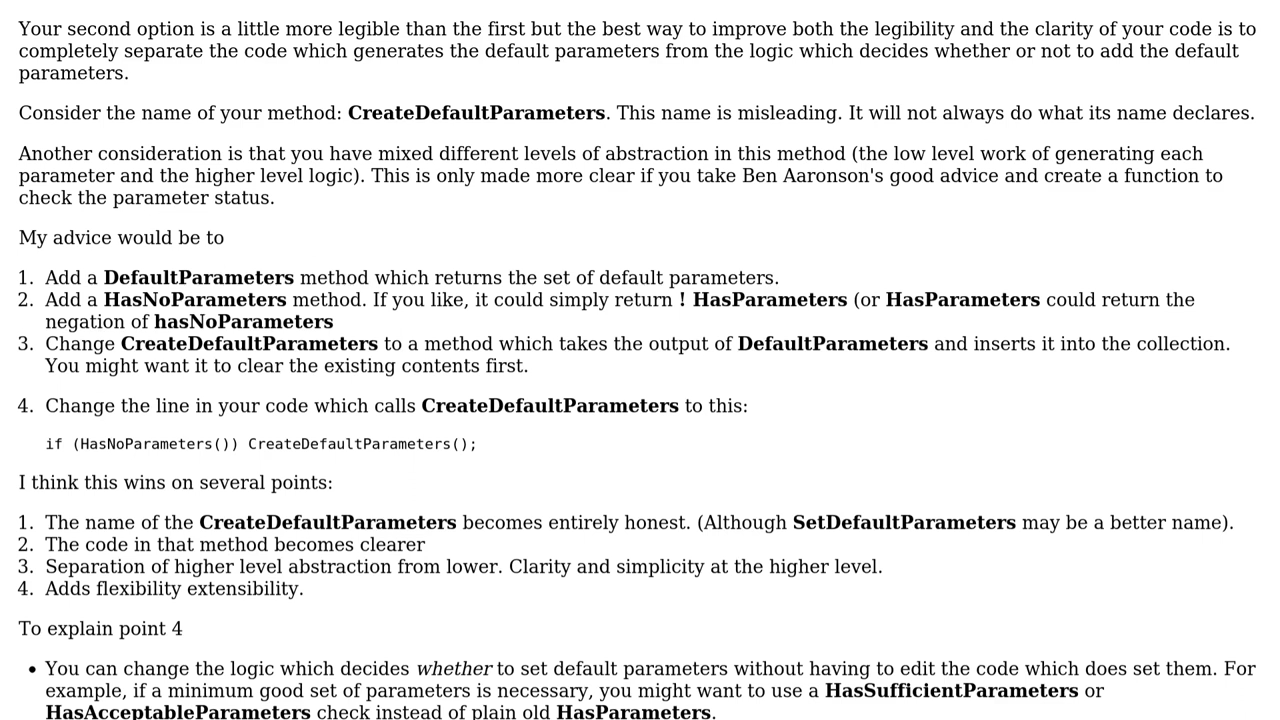 Your second option is a little more legible than the first but the best way to improve both the legibility and the clarity of your code is to
completely separate the code which generates the default parameters from the logic which decides whether or not to add the default
parameters.
Consider the name of your method: CreateDefaultParameters. This name is misleading. It will not always do what its name declares.
Another consideration is that you have mixed different levels of abstraction in this method (the low level work of generating each
parameter and the higher level logic). This is only made more clear if you take Ben Aaronson's good advice and create a function to
check the parameter status.
My advice would be to
1. Add a DefaultParameters method which returns the set of default parameters.
2. Add a HasNoParameters method. If you like, it could simply return ! HasParameters (or HasParameters could return the
negation of hasNoParameters
3. Change CreateDefaultParameters to a method which takes the output of DefaultParameters and inserts it into the collection.
You might want it to clear the existing contents first.
4. Change the line in your code which calls CreateDefaultParameters to this:
if (HasNoParameters()) CreateDefaultParameters();
I think this wins on several points:
1. The name of the CreateDefaultParameters becomes entirely honest. (Although SetDefaultParameters may be a better name).
2. The code in that method becomes clearer
3. Separation of higher level abstraction from lower. Clarity and simplicity at the higher level.
4. Adds flexibility extensibility.
To explain point 4
• You can change the logic which decides whether to set default parameters without having to edit the code which does set them. For
example, if a minimum good set of parameters is necessary, you might want to use a HasSufficientParameters or
HasAcceptableParameters check instead of plain old HasParameters.